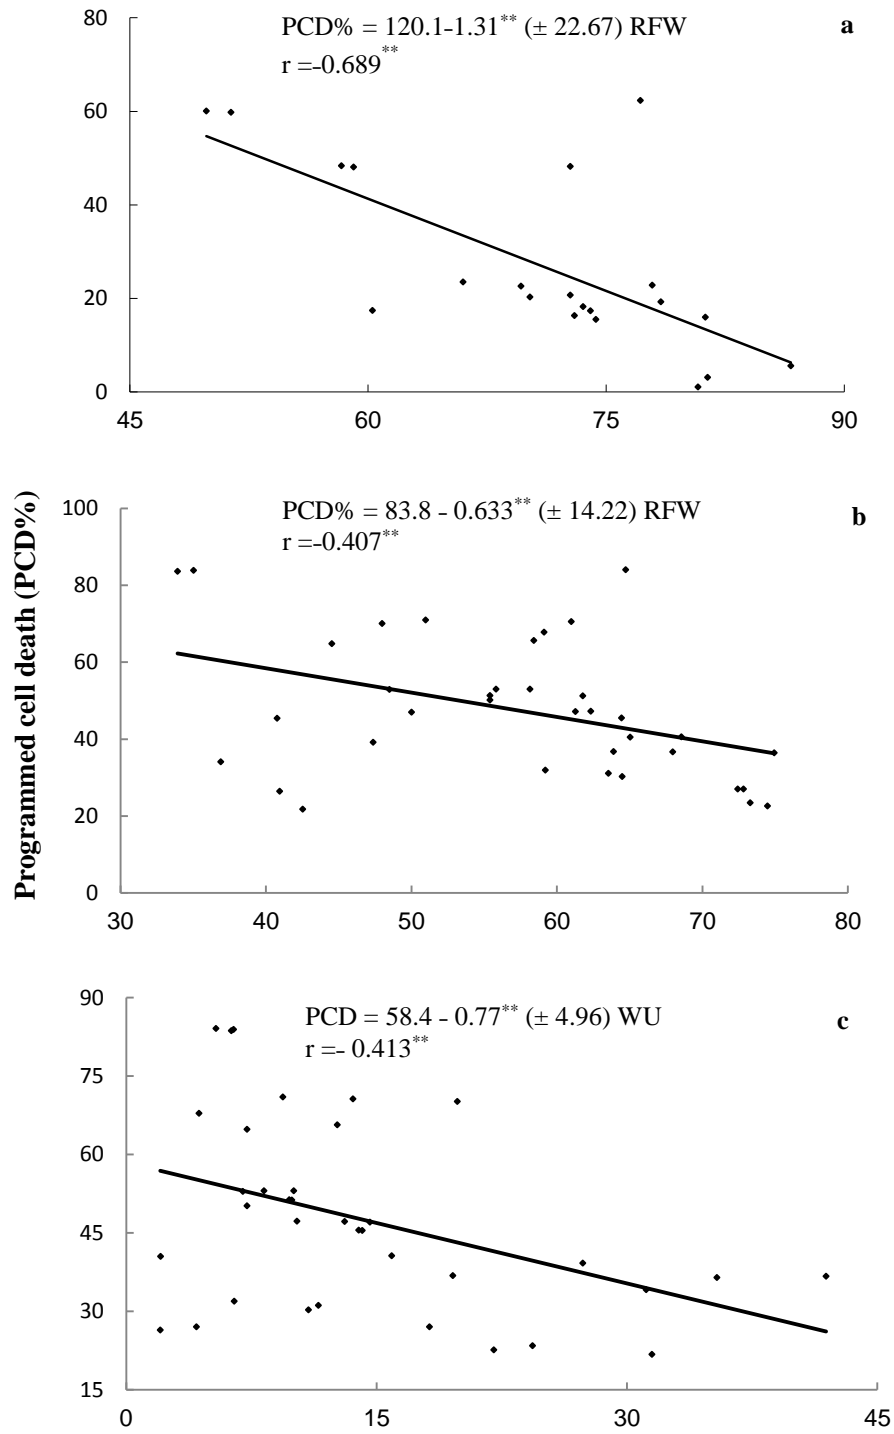 PCD% = 120.1-1.31** (± 22.67) RFW
r =-0.689**
a
80
60
40
20
0
45 60 75 90
Programmed cell death (PCD%)
PCD% = 83.8 - 0.633** (± 14.22) RFW
r =-0.407**
b
100
80
60
40
20
0
30 40 50 60 70 80
PCD = 58.4 - 0.77** (± 4.96) WU
r =- 0.413**
c
90
75
60
45
30
15
0 15 30 45